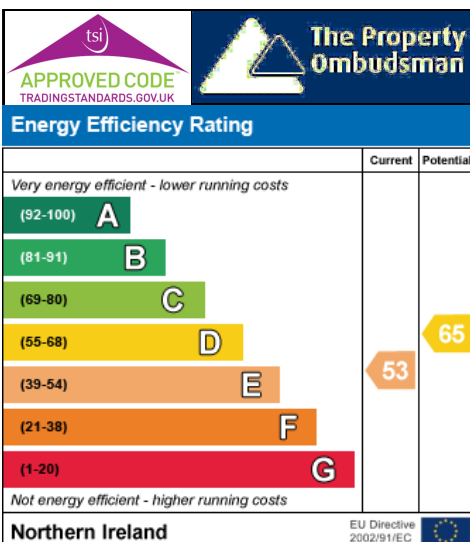 tsi
APPROVED CODE™
TRADINGSTANDARDS.GOV.UK
The Property
Ombudsman
Energy Efficiency Rating
Current Potential
Very energy efficient - lower running costs
(92-100) A
(81-91) B
(69-80) C
(55-68) D
65
(39-54) E
53
(21-38) F
(1-20) G
Not energy efficient - higher running costs
Northern Ireland
EU Directive
2002/91/EC